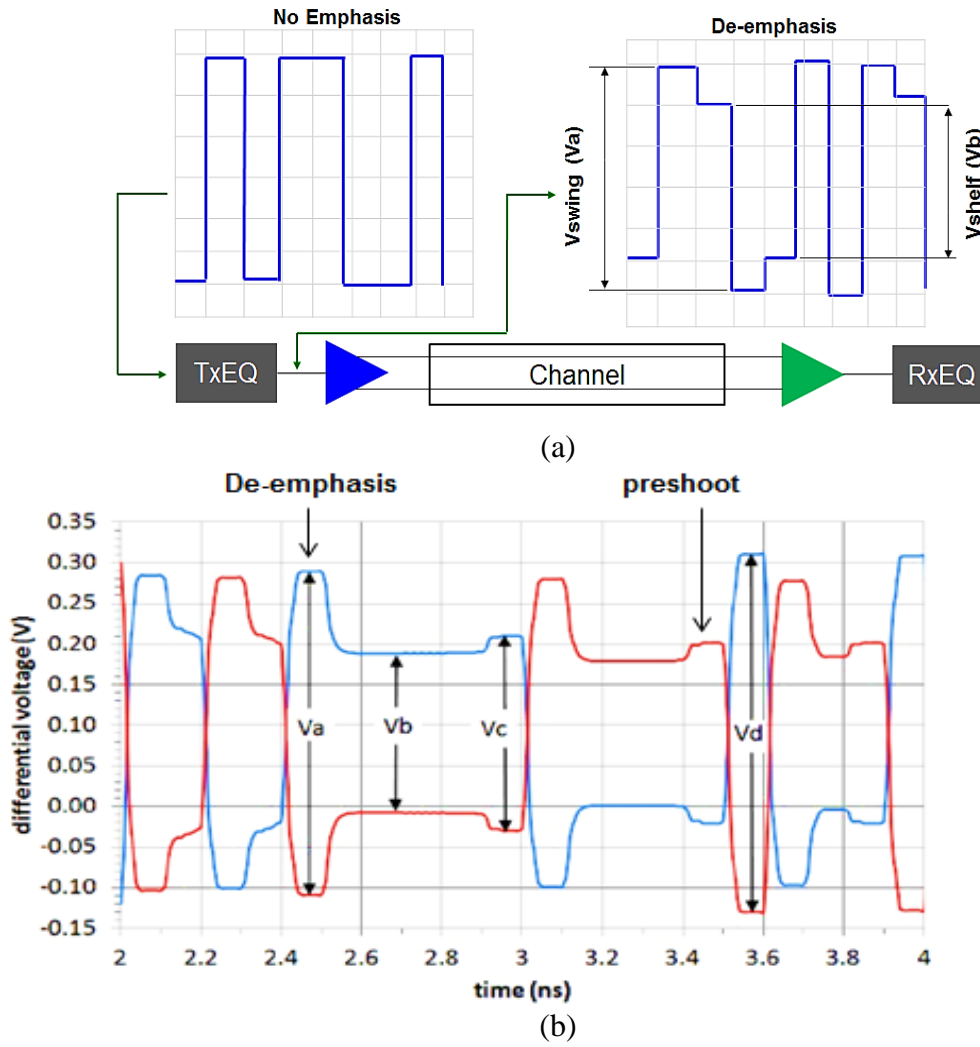 No Emphasis
De-emphasis
Vswing (Va)
Vshelf (Vb)
TxEQ
Channel
RxEQ
(a)
De-emphasis
preshoot
differential voltage (V)
0.35
0.30
0.25
0.20
0.15
0.10
0.05
0.00
-0.05
-0.10
-0.15
Va
Vb
Vc
Vd
2
2.2
2.4
2.6
2.8
3
3.2
3.4
3.6
3.8
4
time (ns)
(b)